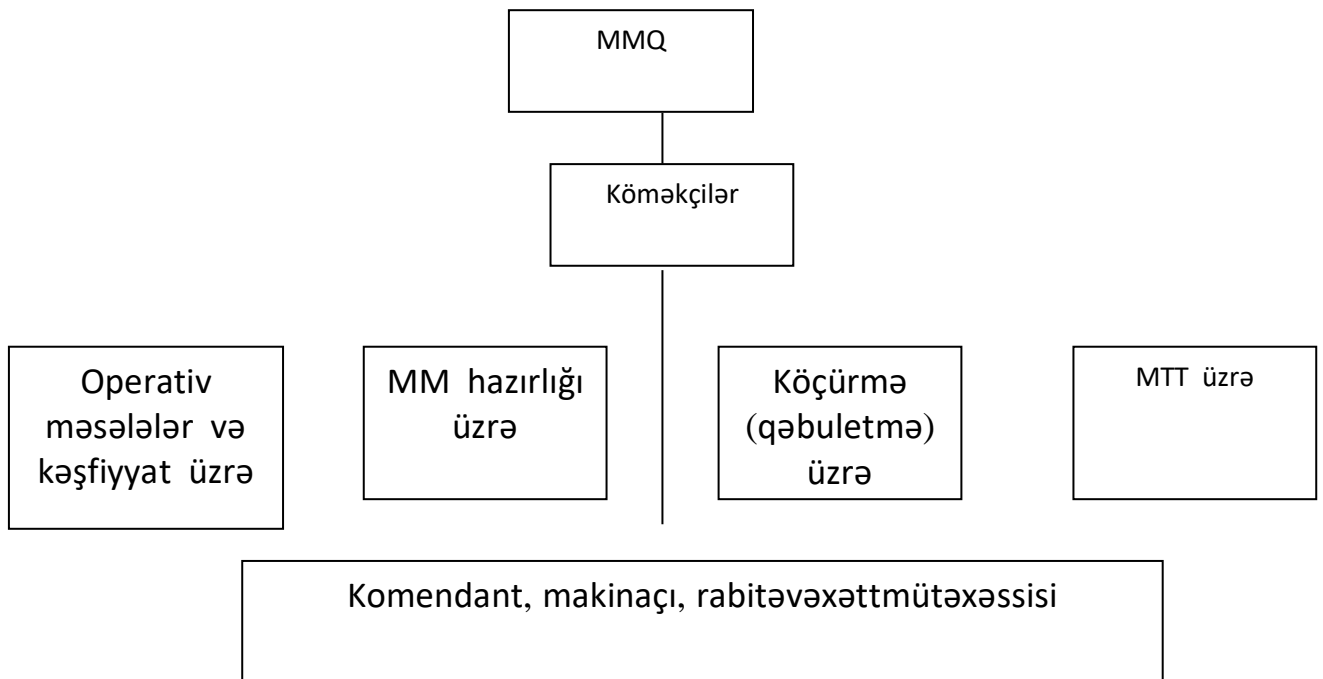 MMQ
Köməkçilər
Operativ
məsələlər və
kəşfiyyat üzrə
MM hazırlığı
üzrə
Köçürmə
(qəbuletmə)
üzrə
MTT üzrə
Komendant, makinaçı, rabitəvəxəttmütəxəssisi